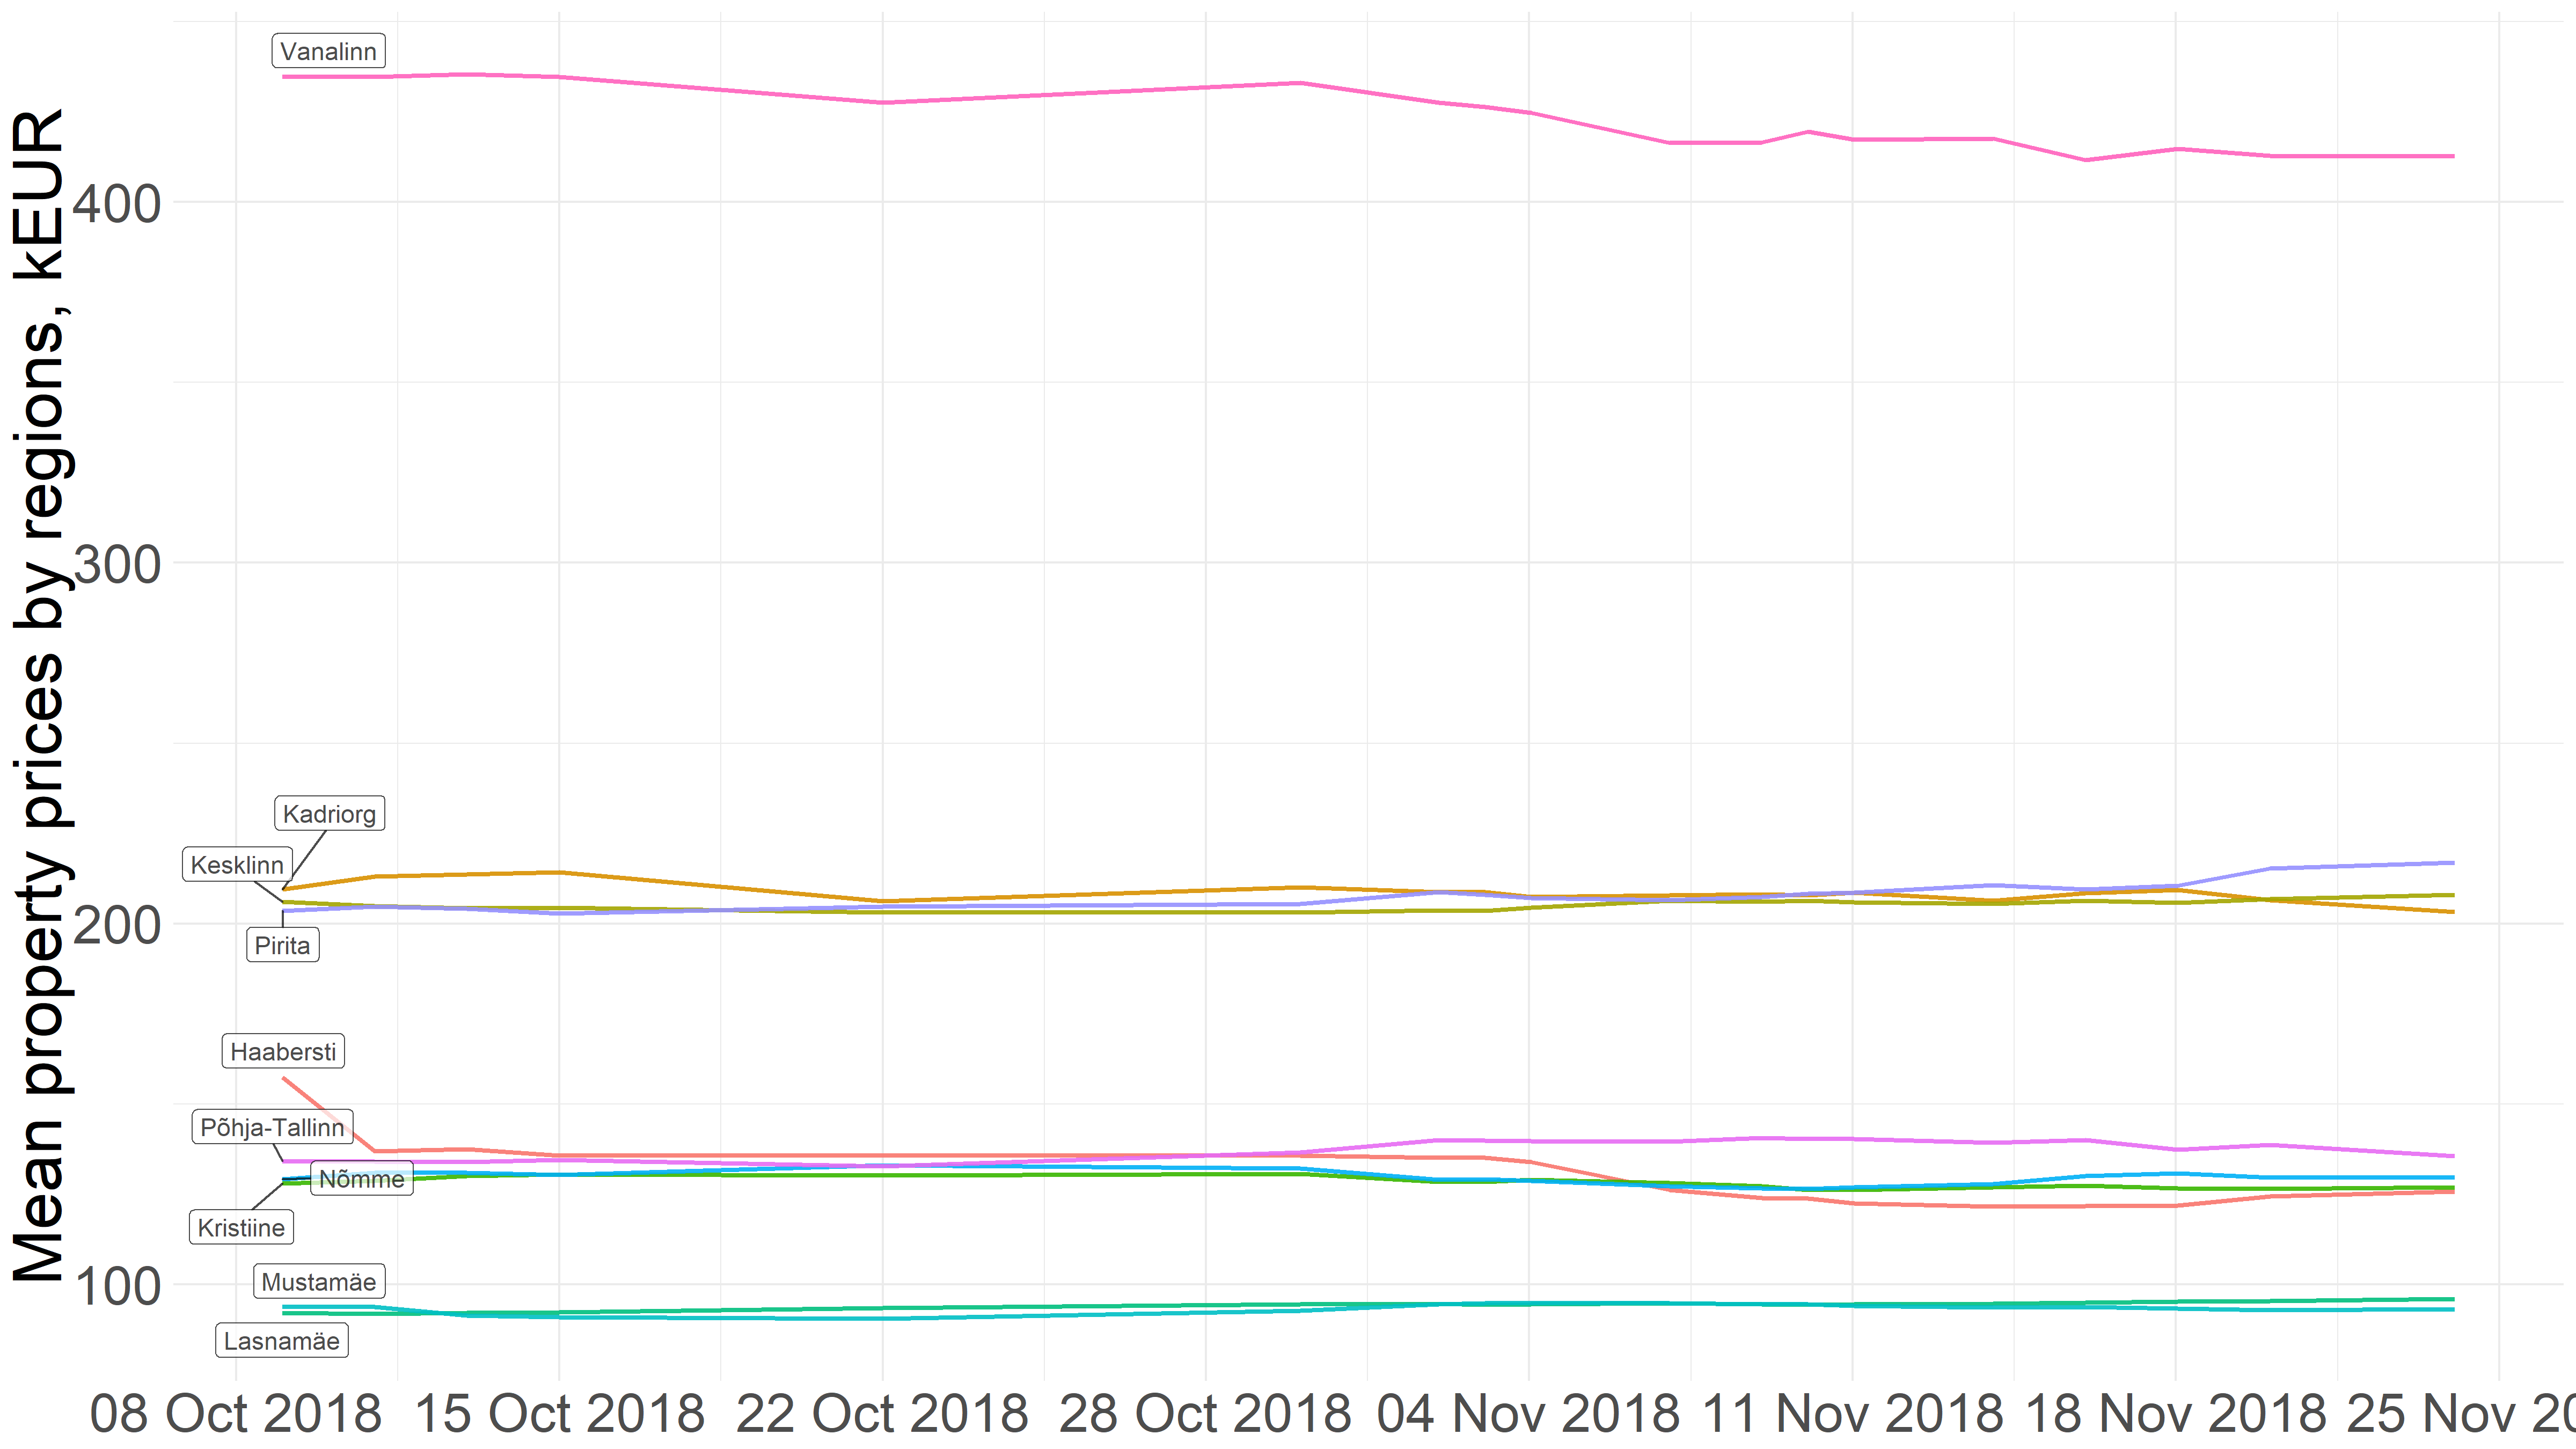 Mean property prices by regions, kEUR
400
300
200
100
Vanalinn
Kadriorg
Kesklinn
Pirita
Haabersti
Põhja-Tallinn
Nõmme
Kristiine
Mustamäe
Lasnamäe
08 Oct 2018 15 Oct 2018 22 Oct 2018 28 Oct 2018 04 Nov 2018 11 Nov 2018 18 Nov 2018 25 Nov 20